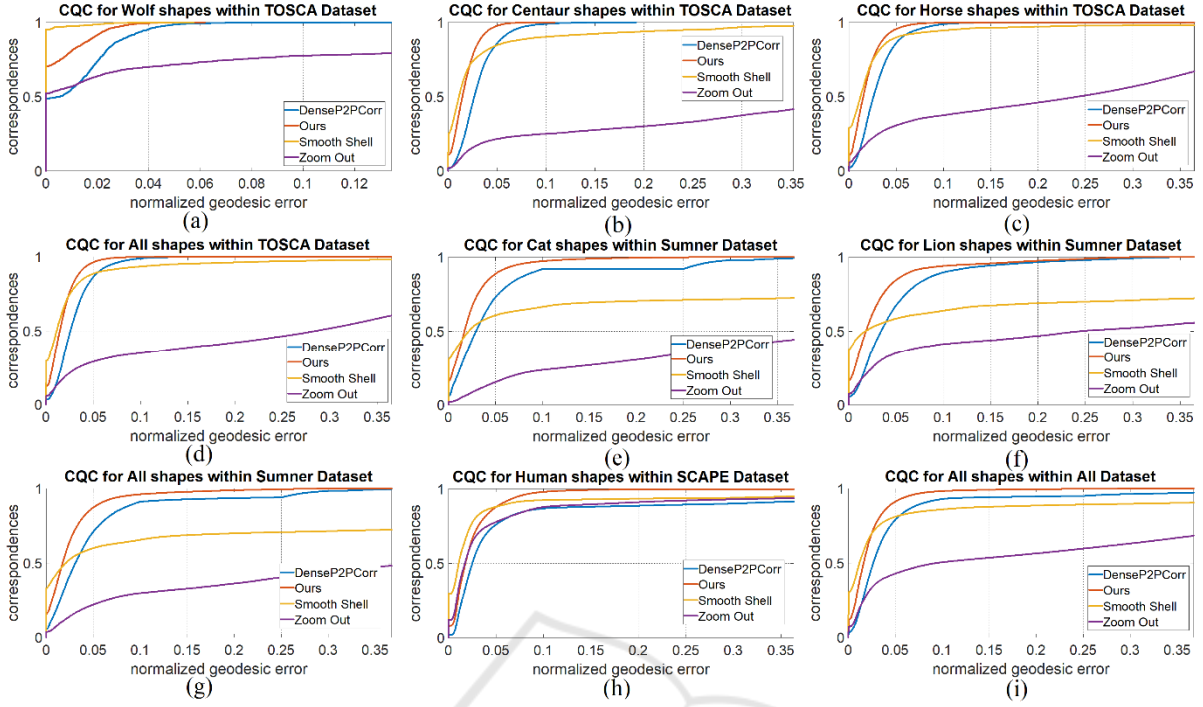 CQC for Wolf shapes within TOSCA Dataset
1
0.5
0
correspondences
DenseP2PCorr
Ours
Smooth Shell
Zoom Out
0 0.02 0.04 0.06 0.08 0.1 0.12
normalized geodesic error
(a)
CQC for Centaur shapes within TOSCA Dataset
1
0.5
0
correspondences
DenseP2PCorr
Ours
Smooth Shell
Zoom Out
0 0.05 0.1 0.15 0.2 0.25 0.3 0.35
normalized geodesic error
(b)
CQC for Horse shapes within TOSCA Dataset
1
0.5
0
correspondences
DenseP2PCorr
Ours
Smooth Shell
Zoom Out
0 0.05 0.1 0.15 0.2 0.25 0.3 0.35
normalized geodesic error
(c)
CQC for All shapes within TOSCA Dataset
1
0.5
0
correspondences
DenseP2PCorr
Ours
Smooth Shell
Zoom Out
0 0.05 0.1 0.15 0.2 0.25 0.3 0.35
normalized geodesic error
(d)
CQC for Cat shapes within Sumner Dataset
1
0.5
0
correspondences
DenseP2PCorr
Ours
Smooth Shell
Zoom Out
0 0.05 0.1 0.15 0.2 0.25 0.3 0.35
normalized geodesic error
(e)
CQC for Lion shapes within Sumner Dataset
1
0.5
0
correspondences
DenseP2PCorr
Ours
Smooth Shell
Zoom Out
0 0.05 0.1 0.15 0.2 0.25 0.3 0.35
normalized geodesic error
(f)
CQC for All shapes within Sumner Dataset
1
0.5
0
correspondences
DenseP2PCorr
Ours
Smooth Shell
Zoom Out
0 0.05 0.1 0.15 0.2 0.25 0.3 0.35
normalized geodesic error
(g)
CQC for Human shapes within SCAPE Dataset
1
0.5
0
correspondences
DenseP2PCorr
Ours
Smooth Shell
Zoom Out
0 0.05 0.1 0.15 0.2 0.25 0.3 0.35
normalized geodesic error
(h)
CQC for All shapes within All Dataset
1
0.5
0
correspondences
DenseP2PCorr
Ours
Smooth Shell
Zoom Out
0 0.05 0.1 0.15 0.2 0.25 0.3 0.35
normalized geodesic error
(i)